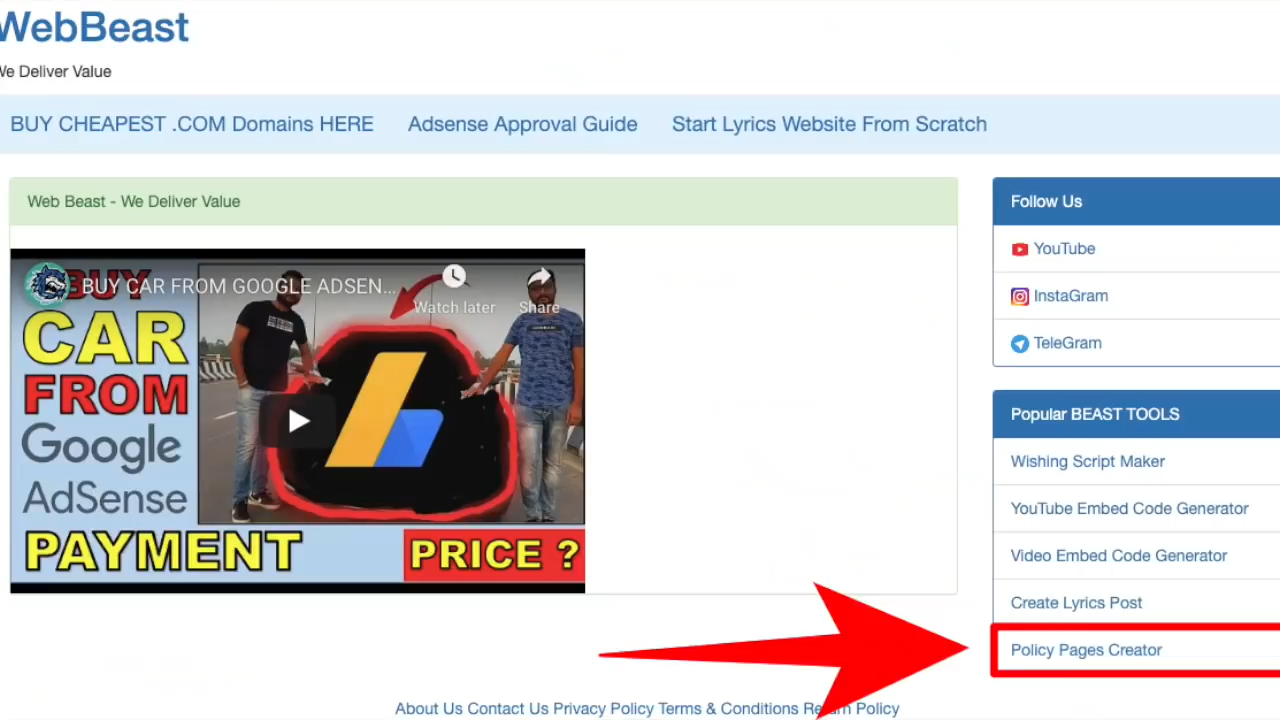 WebBeast
We Deliver Value
BUY CHEAPEST .COM Domains HERE Adsense Approval Guide Start Lyrics Website From Scratch
Web Beast - We Deliver Value
BUY CAR FROM GOOGLE ADSEN...
Watch later Share
BUY
CAR
FROM
Google
AdSense
PAYMENT
PRICE ?
Follow Us
YouTube
InstaGram
TeleGram
Popular BEAST TOOLS
Wishing Script Maker
YouTube Embed Code Generator
Video Embed Code Generator
Create Lyrics Post
Policy Pages Creator
About Us Contact Us Privacy Policy Terms & Conditions Return Policy